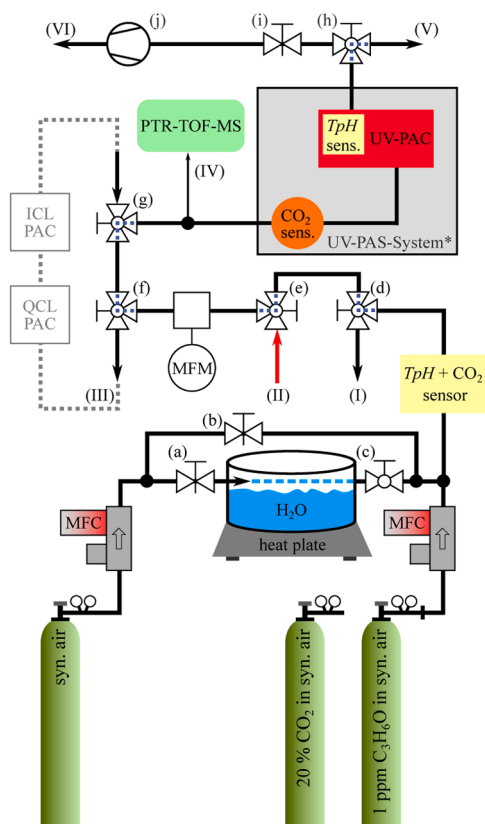 (VI)
(j)
(i)
(h)
(V)
PTR-TOF-MS
TpH
sens.
UV-PAC
(IV)
ICL
PAC
(g)
CO₂
sens.
UV-PAS-System*
QCL
PAC
(f)
(e)
(d)
MFM
(III)
(II)
(I)
TpH + CO₂
sensor
(b)
(a)
(c)
H₂O
MFC
MFC
heat plate
syn. air
20 % CO₂ in syn. air
1 ppm C₃H₆O in syn. air